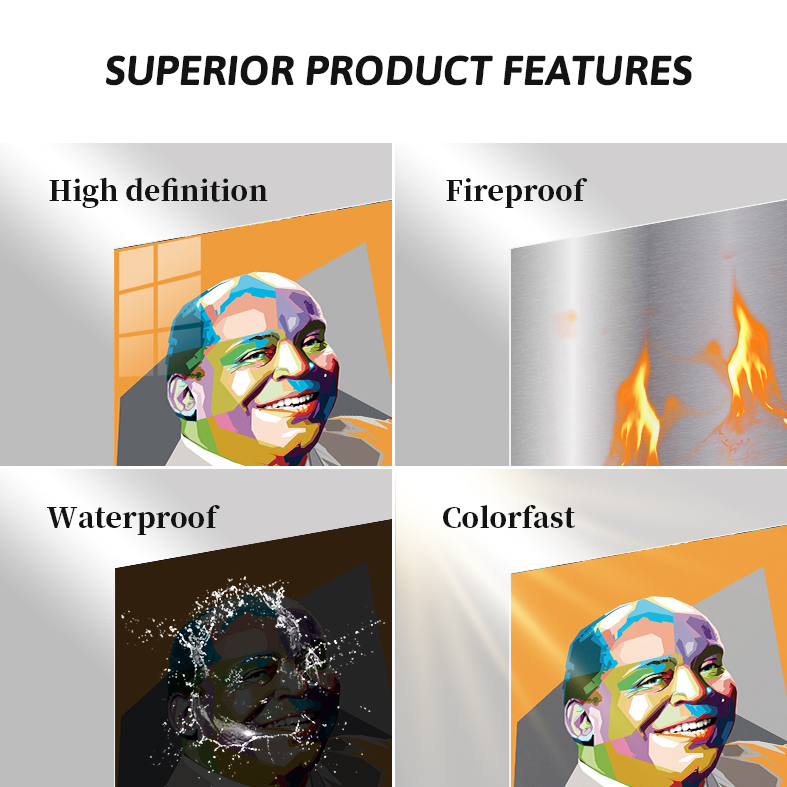 SUPERIOR PRODUCT FEATURES
High definition
Fireproof
Waterproof
Colorfast